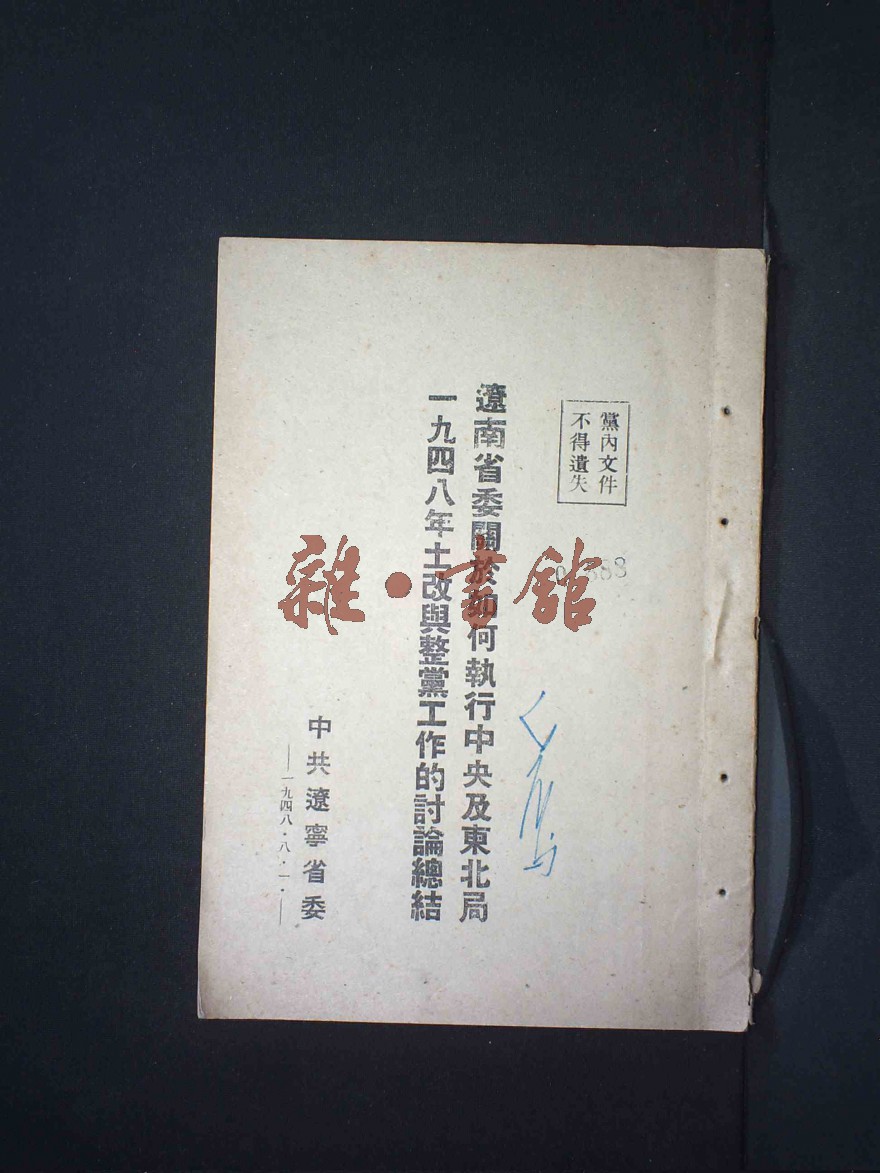 黨內文件
不得遺失
遼南省委關於如何執行中央及東北局
一九四八年土改與整黨工作的討論總結
中共遼寧省委
——一九四八·八·一·——
雜·書館